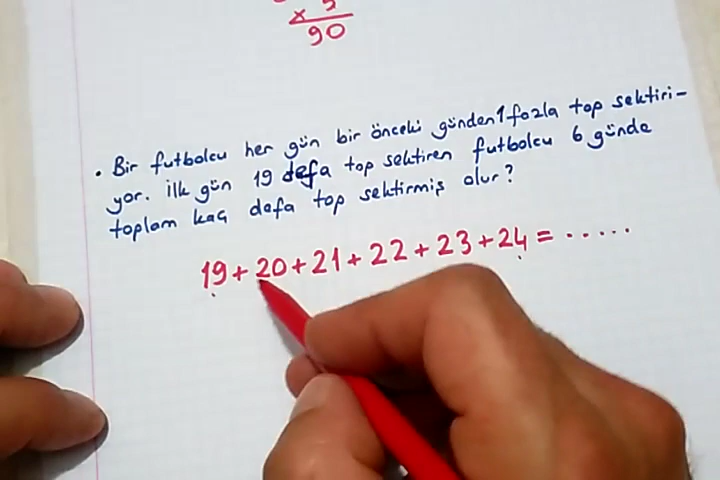 x 5
90
• Bir futbolcu her gün bir önceki günden 1 fazla top sektiri-
yor. İlk gün 19 defa top sektiren futbolcu 6 günde
toplam kaç defa top sektirmiş olur?
19+20+21+22+23+24=.....